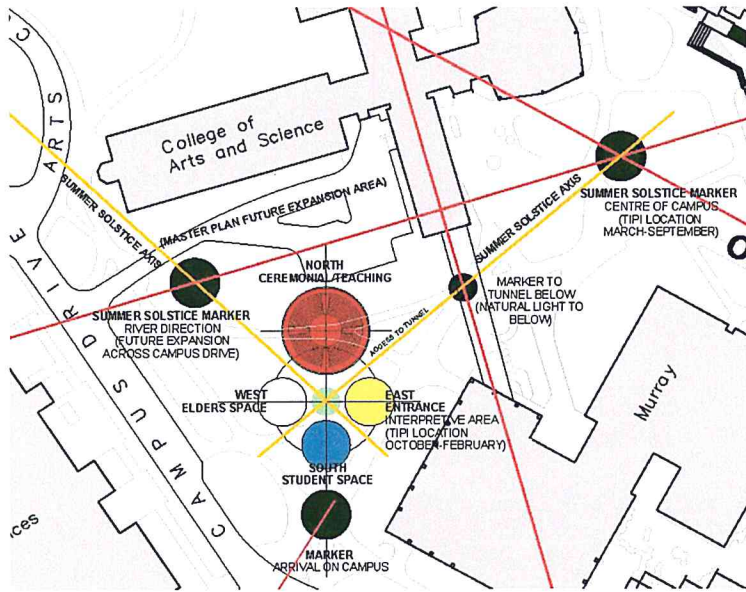 ARTS
College of
Arts and Science
SUMMER SOLSTICE AXIS
(MASTER PLAN FUTURE EXPANSION AREA)
SUMMER SOLSTICE AXIS
SUMMER SOLSTICE MARKER
CENTRE OF CAMPUS
(TIPI LOCATION
MARCH-SEPTEMBER)
NORTH
CEREMONIAL/TEACHING
SUMMER SOLSTICE MARKER
RIVER DIRECTION
(FUTURE EXPANSION
ACROSS CAMPUS DRIVE)
MARKER TO
TUNNEL BELOW
(NATURAL LIGHT TO
BELOW)
ACCESS TO TUNNEL
CAMPUS DRIVE
WEST
ELDERS SPACE
EAST
ENTRANCE
INTERPRETIVE AREA
(TIPI LOCATION
OCTOBER-FEBRUARY)
Murray
SOUTH
STUDENT SPACE
MARKER
ARRIVAL ON CAMPUS
ces